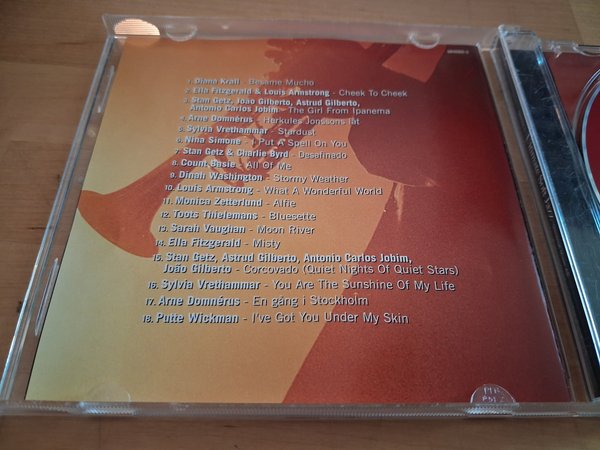 1. Diana Krall - Besame Mucho
2. Ella Fitzgerald & Louis Armstrong - Cheek To Cheek
3. Stan Getz, João Gilberto, Astrud Gilberto,
Antonio Carlos Jobim - The Girl From Ipanema
4. Arne Domnérus - Herkules Jonssons låt
5. Sylvia Vrethammar - Stardust
6. Nina Simone - I Put A Spell On You
7. Stan Getz & Charlie Byrd - Desafinado
8. Count Basie - All Of Me
9. Dinah Washington - Stormy Weather
10. Louis Armstrong - What A Wonderful World
11. Monica Zetterlund - Alfie
12. Toots Thielemans - Bluesette
13. Sarah Vaughan - Moon River
14. Ella Fitzgerald - Misty
15. Stan Getz, Astrud Gilberto, Antonio Carlos Jobim,
João Gilberto - Corcovado (Quiet Nights Of Quiet Stars)
16. Sylvia Vrethammar - You Are The Sunshine Of My Life
17. Arne Domnérus - En gång i Stockholm
18. Putte Wickman - I've Got You Under My Skin